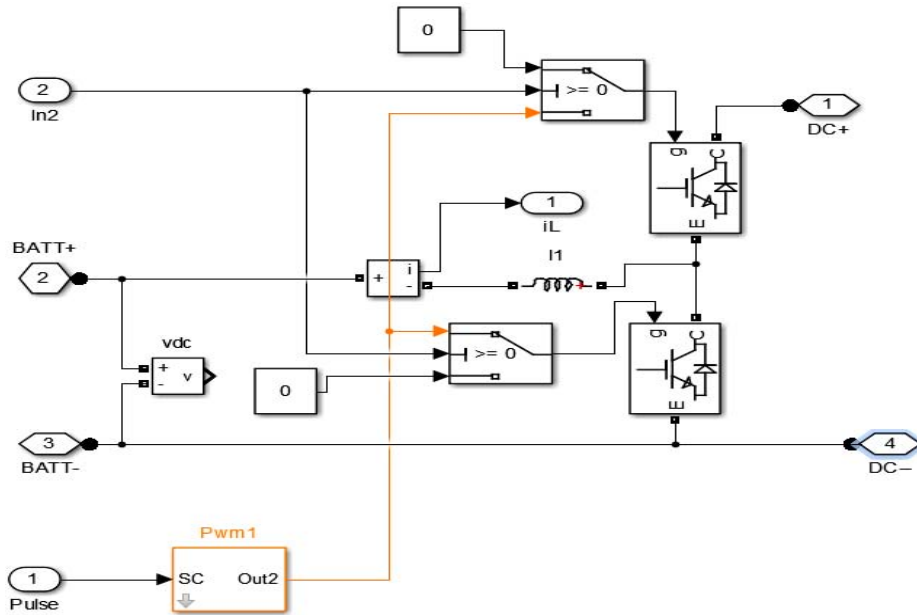 0
2
In2
>= 0
1
DC+
g
C
E
1
iL
BATT+
2
+
i
-
l1
vdc
+
-
v
>= 0
0
g
C
E
3
BATT-
4
DC–
Pwm1
1
Pulse
SC
Out2